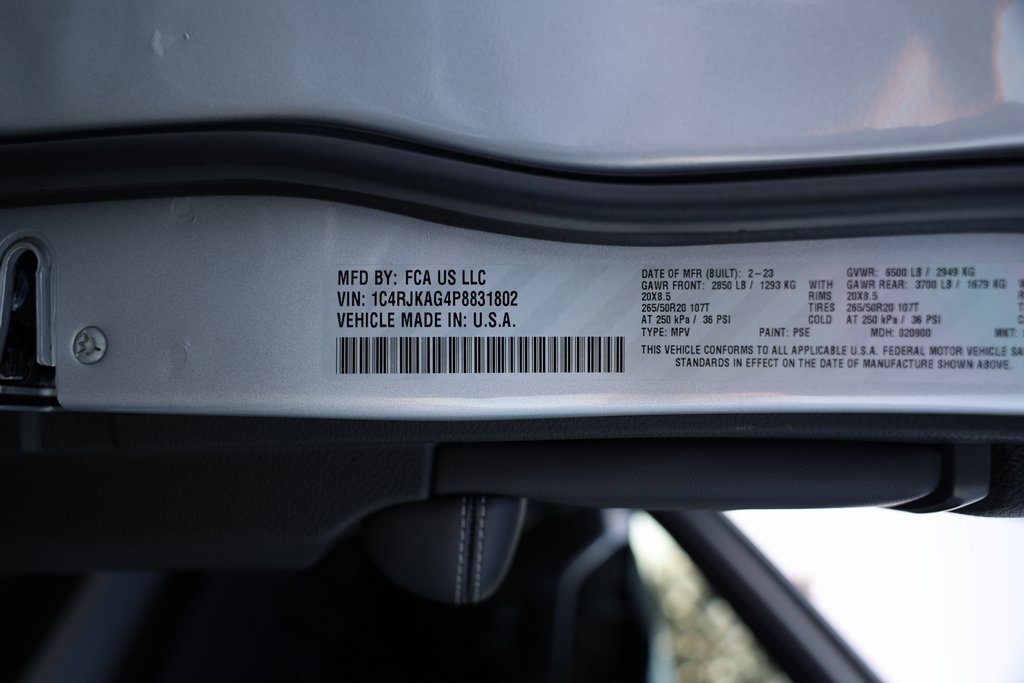 MFD BY: FCA US LLC
VIN: 1C4RJKAG4P8831802
VEHICLE MADE IN: U.S.A.
DATE OF MFR (BUILT): 2-23 GVWR: 6500 LB / 2949 KG
GAWR FRONT: 2850 LB / 1293 KG WITH GAWR REAR: 3700 LB / 1679 KG
20X8.5 RIMS 20X8.5
265/50R20 107T TIRES 265/50R20 107T
AT 250 kPa / 36 PSI COLD AT 250 kPa / 36 PSI
TYPE: MPV PAINT: PSE MDH: 020900 MKT:
THIS VEHICLE CONFORMS TO ALL APPLICABLE U.S.A. FEDERAL MOTOR VEHICLE SA
STANDARDS IN EFFECT ON THE DATE OF MANUFACTURE SHOWN ABOVE.